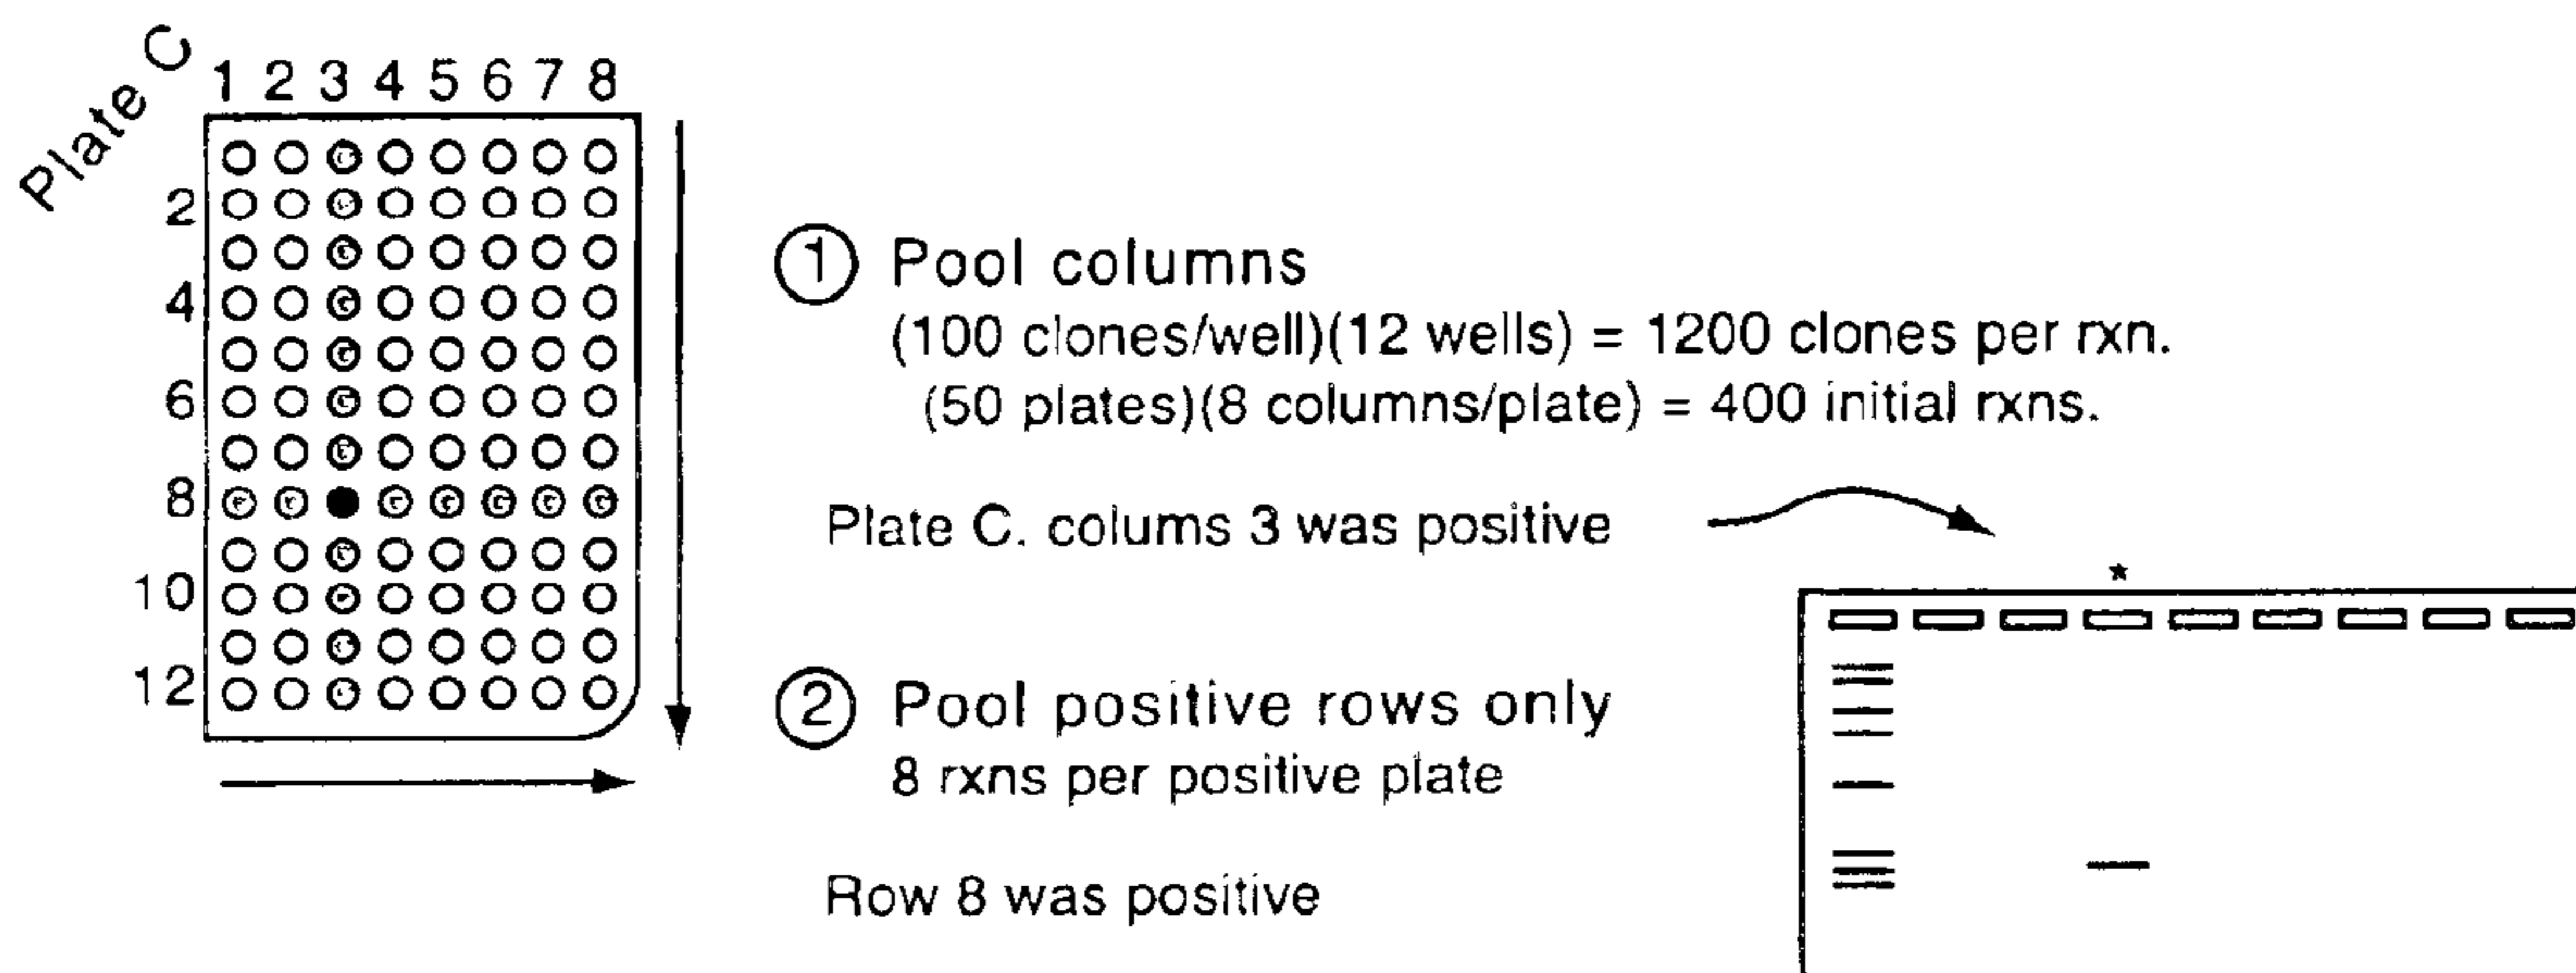 Plate C
1 2 3 4 5 6 7 8
2
4
6
8
10
12
1 Pool columns
(100 clones/well)(12 wells) = 1200 clones per rxn.
(50 plates)(8 columns/plate) = 400 initial rxns.
Plate C. colums 3 was positive
*
2 Pool positive rows only
8 rxns per positive plate
Row 8 was positive